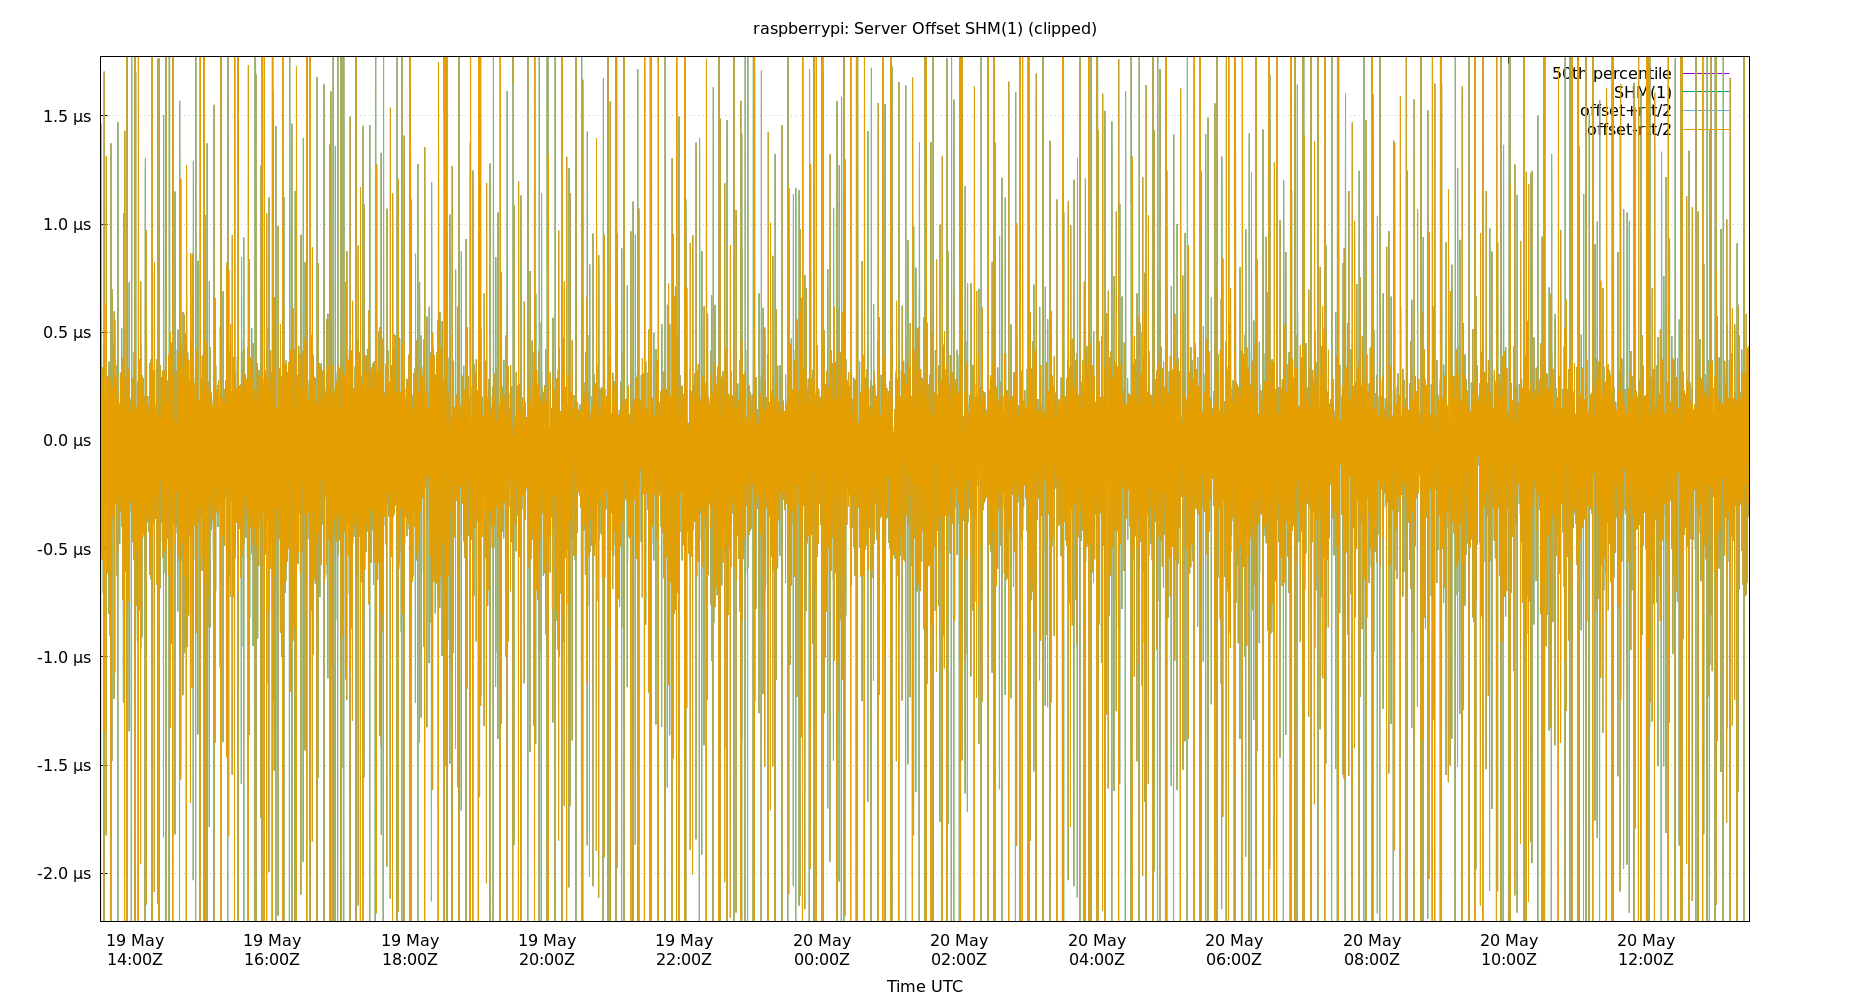 raspberrypi: Server Offset SHM(1) (clipped)
50th percentile
SHM(1)
offset+rtt/2
offset-rtt/2
1.5 µs
1.0 µs
0.5 µs
0.0 µs
-0.5 µs
-1.0 µs
-1.5 µs
-2.0 µs
19 May 19 May 19 May 19 May 19 May 20 May 20 May 20 May 20 May 20 May 20 May 20 May
14:00Z 16:00Z 18:00Z 20:00Z 22:00Z 00:00Z 02:00Z 04:00Z 06:00Z 08:00Z 10:00Z 12:00Z
Time UTC